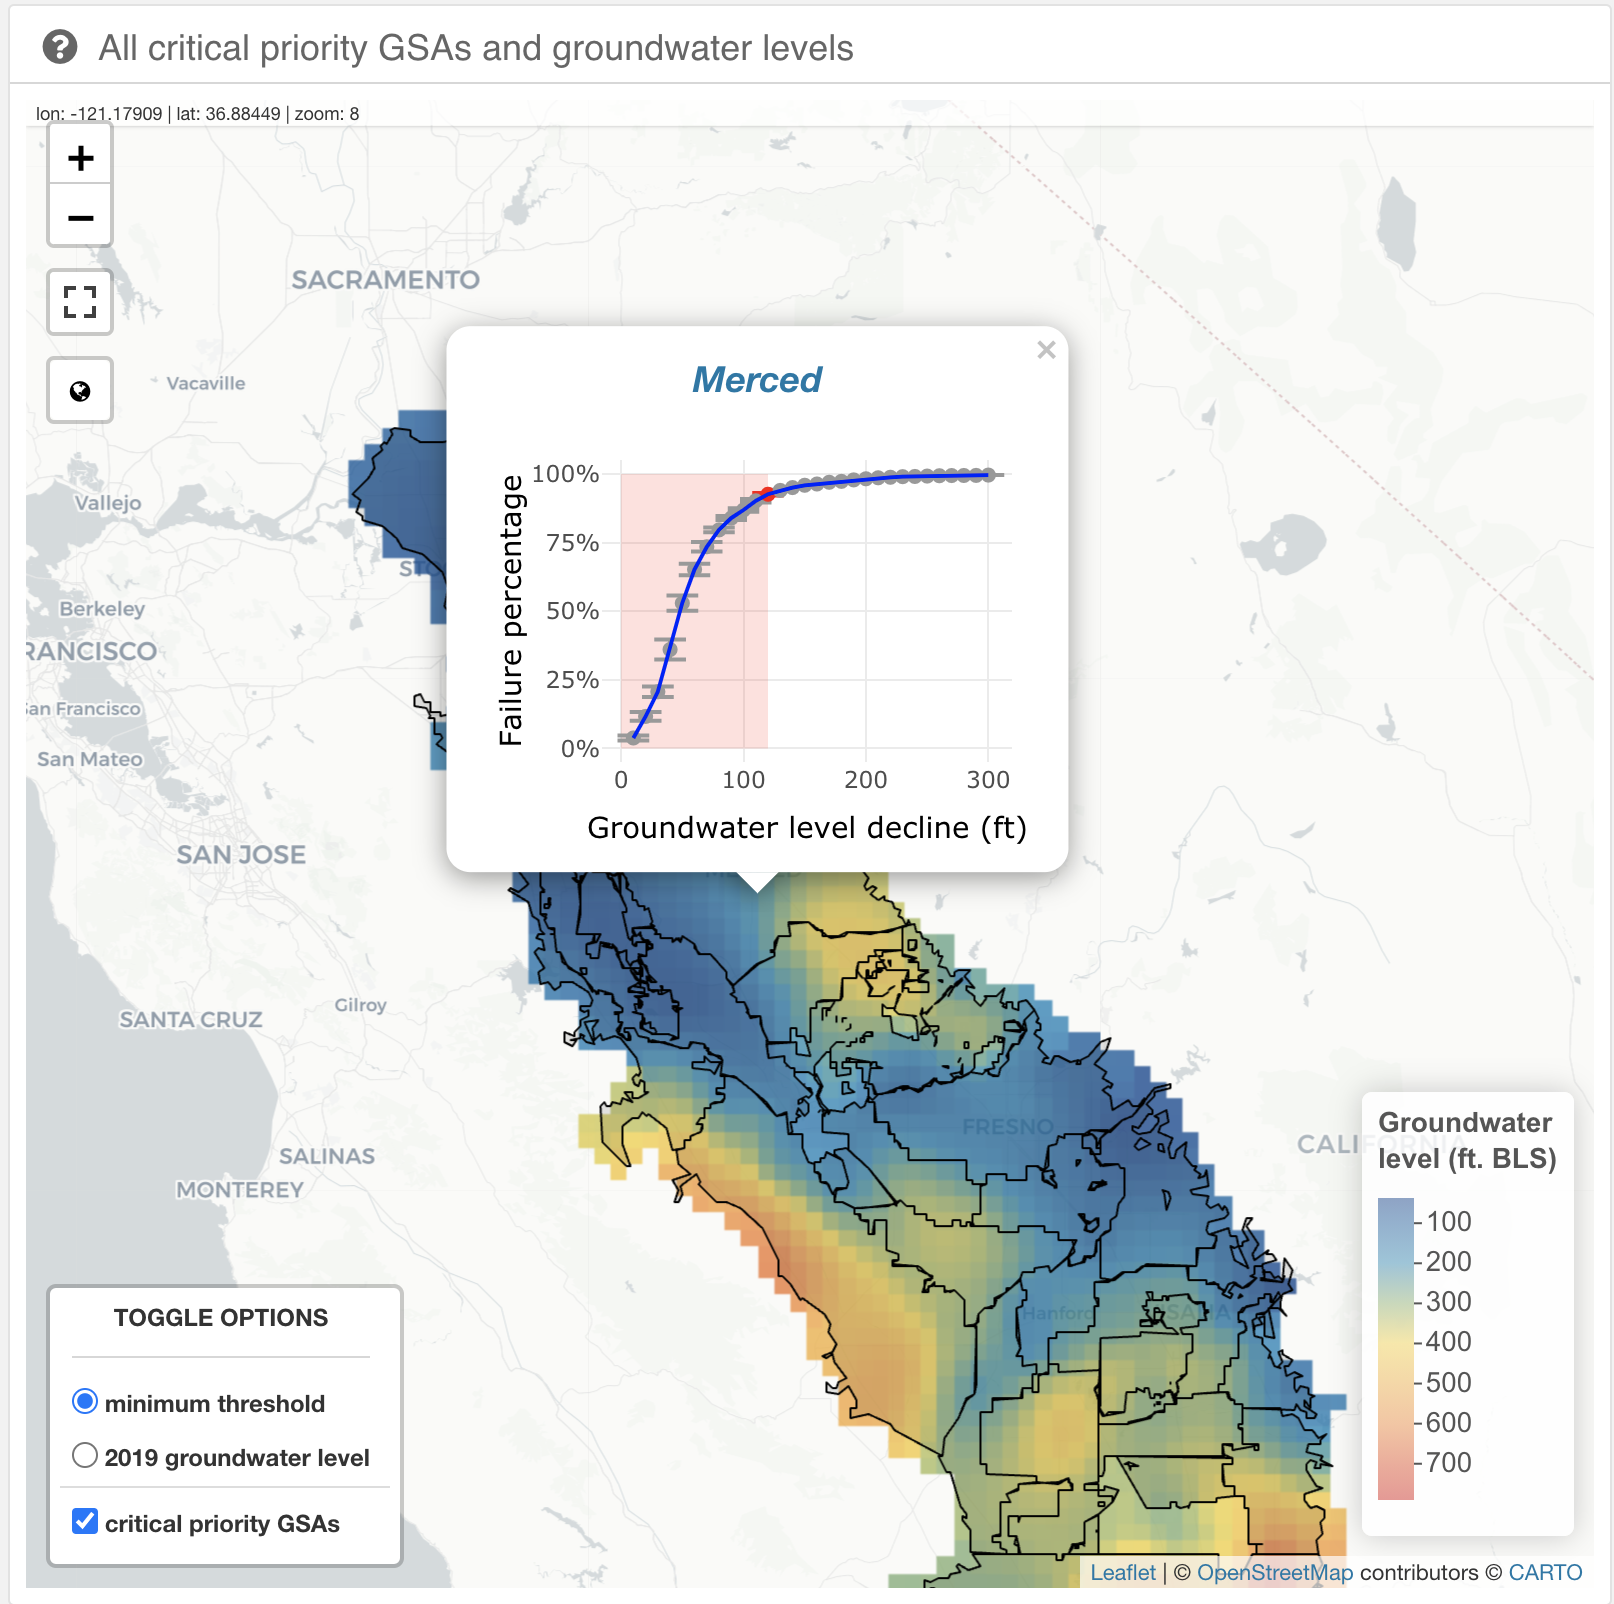 All critical priority GSAs and groundwater levels
lon: -121.17909 | lat: 36.88449 | zoom: 8
+
−
SACRAMENTO
Vacaville
Vallejo
Berkeley
RANCISCO
an Francisco
San Mateo
SAN JOSE
Gilroy
SANTA CRUZ
SALINAS
MONTEREY
FRESNO
Hanford
×
Merced
Failure percentage
100%
75%
50%
25%
0%
0 100 200 300
Groundwater level decline (ft)
CALIFORNIA
Groundwater
level (ft. BLS)
100
200
300
400
500
600
700
TOGGLE OPTIONS
minimum threshold
2019 groundwater level
critical priority GSAs
Leaflet | © OpenStreetMap contributors © CARTO